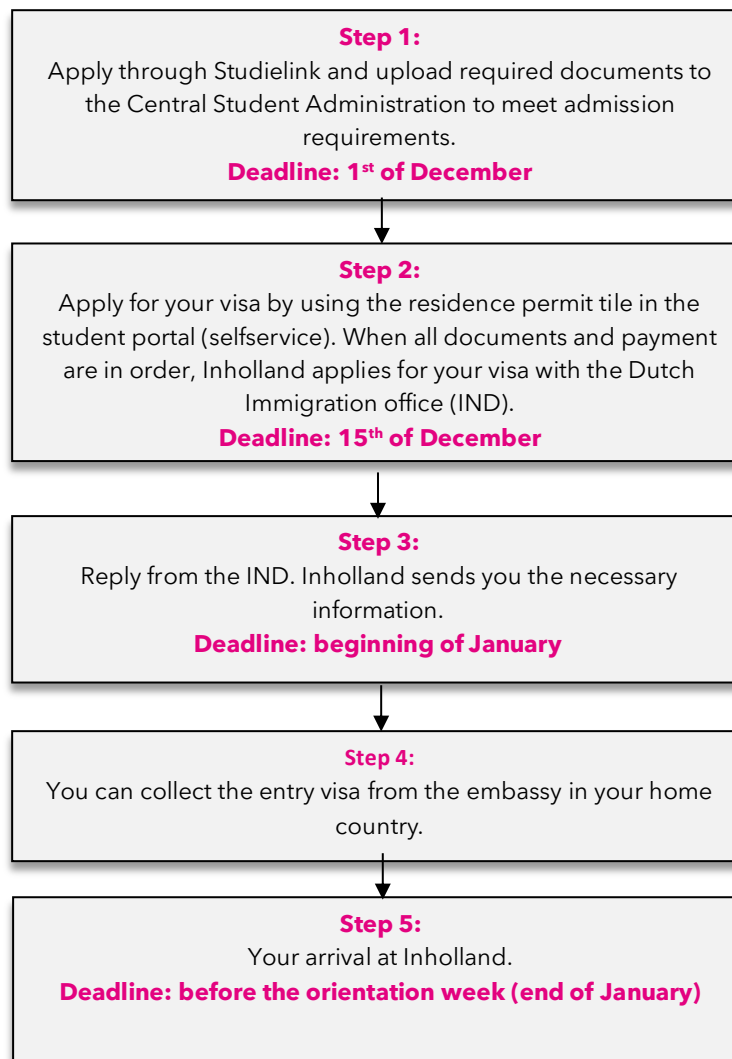 Step 1:
Apply through Studielink and upload required documents to
the Central Student Administration to meet admission
requirements.
Deadline: 1st of December
Step 2:
Apply for your visa by using the residence permit tile in the
student portal (selfservice). When all documents and payment
are in order, Inholland applies for your visa with the Dutch
Immigration office (IND).
Deadline: 15th of December
Step 3:
Reply from the IND. Inholland sends you the necessary
information.
Deadline: beginning of January
Step 4:
You can collect the entry visa from the embassy in your home
country.
Step 5:
Your arrival at Inholland.
Deadline: before the orientation week (end of January)